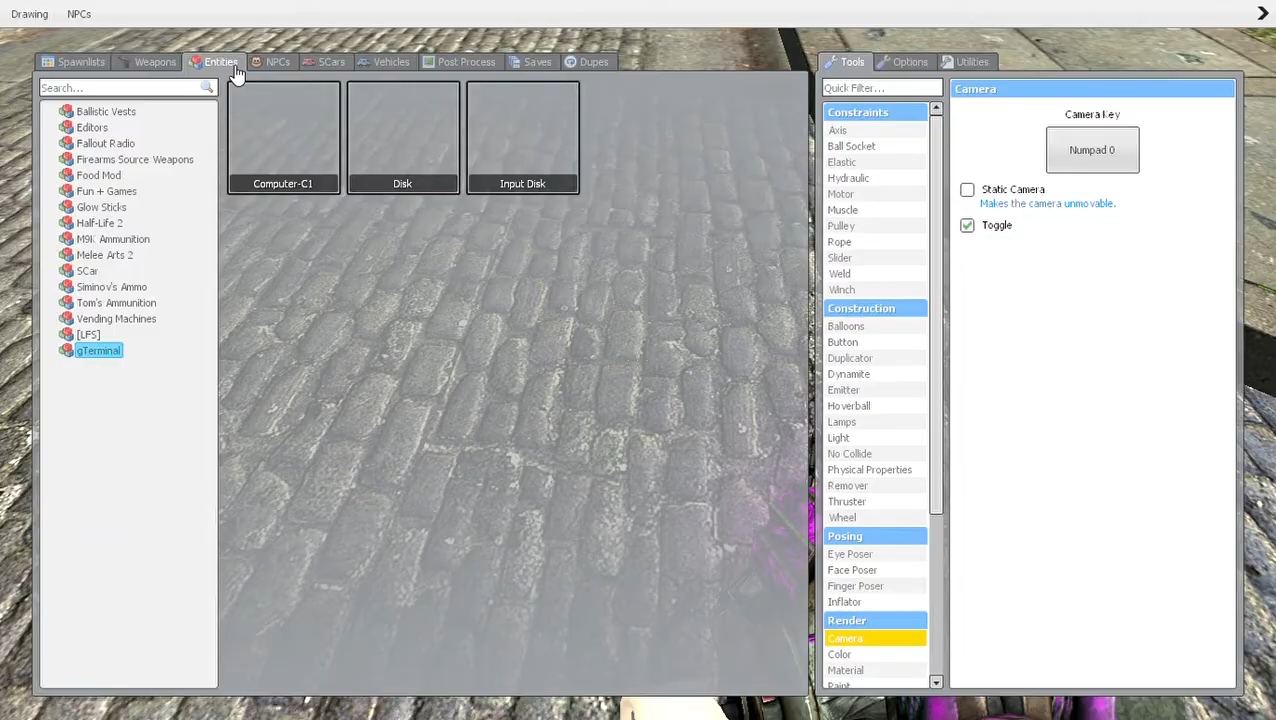 Drawing NPCs
Spawnlists Weapons Entities NPCs SCars Vehicles Post Process Saves Dupes
Search...
Ballistic Vests
Editors
Fallout Radio
Firearms Source Weapons
Food Mod
Fun + Games
Glow Sticks
Half-Life 2
M9K Ammunition
Melee Arts 2
SCar
Siminov's Ammo
Tom's Ammunition
Vending Machines
[LFS]
gTerminal
Computer-C1 Disk Input Disk
Tools Options Utilities
Quick Filter...
Constraints
Axis
Ball Socket
Elastic
Hydraulic
Motor
Muscle
Pulley
Rope
Slider
Weld
Winch
Construction
Balloons
Button
Duplicator
Dynamite
Emitter
Hoverball
Lamps
Light
No Collide
Physical Properties
Remover
Thruster
Wheel
Posing
Eye Poser
Face Poser
Finger Poser
Inflator
Render
Camera
Color
Material
Paint
Camera
Camera Key
Numpad 0
Static Camera
Makes the camera unmovable.
Toggle